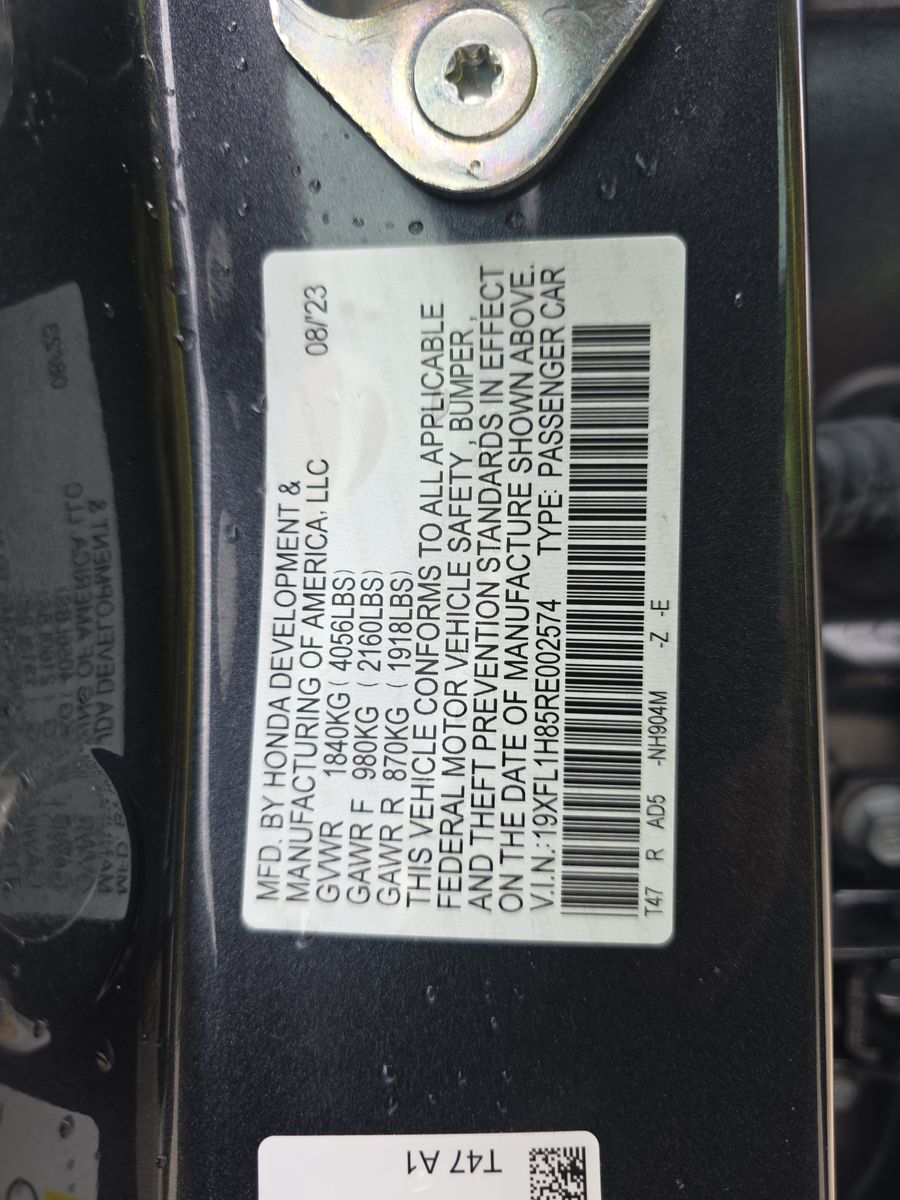 MFD. BY HONDA DEVELOPMENT &
MANUFACTURING OF AMERICA, LLC 08/'23
GVWR 1840KG ( 4056LBS)
GAWR F 980KG ( 2160LBS)
GAWR R 870KG ( 1918LBS)
THIS VEHICLE CONFORMS TO ALL APPLICABLE
FEDERAL MOTOR VEHICLE SAFETY , BUMPER ,
AND THEFT PREVENTION STANDARDS IN EFFECT
ON THE DATE OF MANUFACTURE SHOWN ABOVE.
V.I.N.:19XFL1H85RE002574 TYPE: PASSENGER CAR
T47 R AD5 -NH904M -Z -E
T47 A1